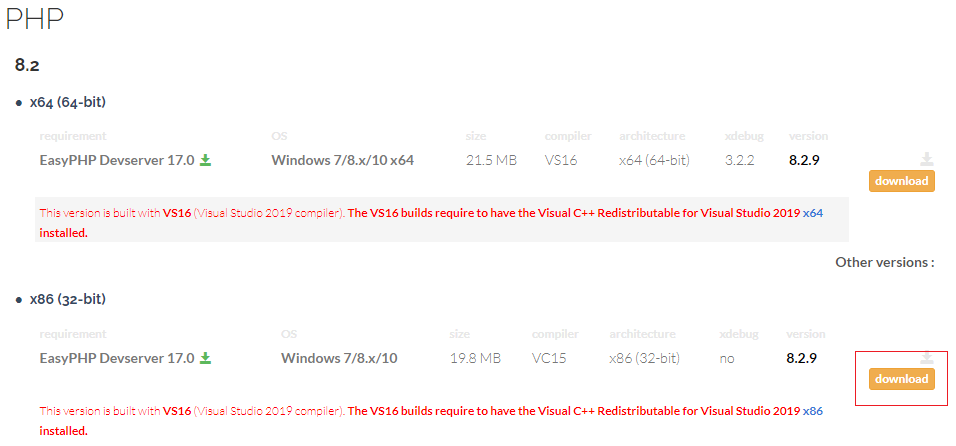 PHP
8.2
• x64 (64-bit)
requirement OS size compiler architecture xdebug version
EasyPHP Devserver 17.0 Windows 7/8.x/10 x64 21.5 MB VS16 x64 (64-bit) 3.2.2 8.2.9
download
This version is built with VS16 (Visual Studio 2019 compiler). The VS16 builds require to have the Visual C++ Redistributable for Visual Studio 2019 x64
installed.
Other versions :
• x86 (32-bit)
requirement OS size compiler architecture xdebug version
EasyPHP Devserver 17.0 Windows 7/8.x/10 19.8 MB VC15 x86 (32-bit) no 8.2.9
download
This version is built with VS16 (Visual Studio 2019 compiler). The VS16 builds require to have the Visual C++ Redistributable for Visual Studio 2019 x86
installed.